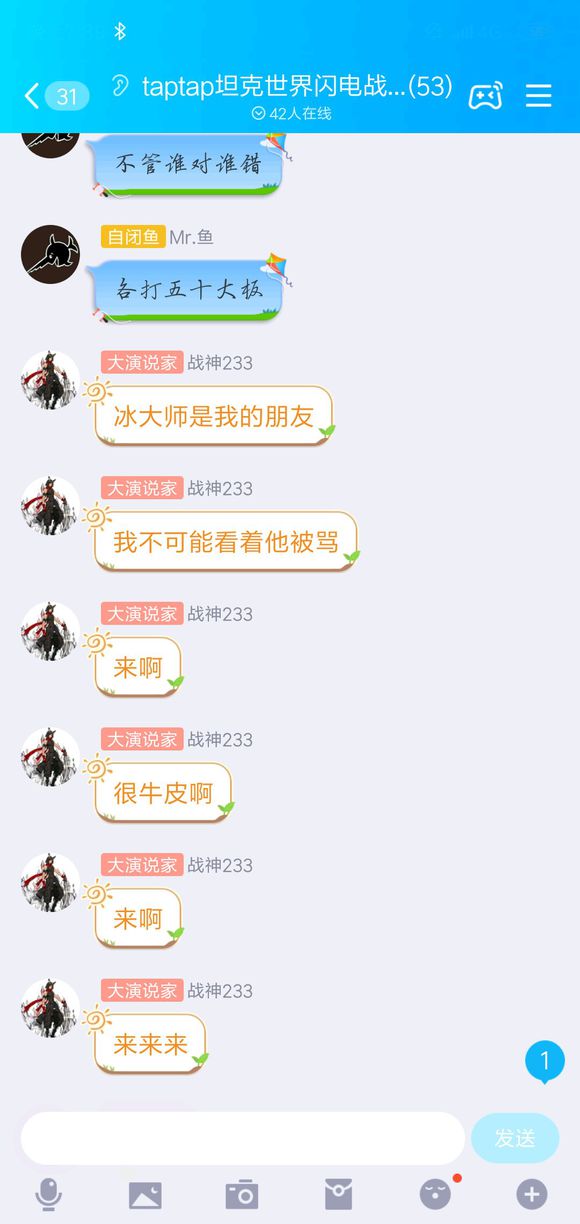 31
taptap坦克世界闪电战...(53)
42人在线
不管谁对谁错
自闭鱼 Mr.鱼
各打五十大板
大演说家 战神233
冰大师是我的朋友
大演说家 战神233
我不可能看着他被骂
大演说家 战神233
来啊
大演说家 战神233
很牛皮啊
大演说家 战神233
来啊
大演说家 战神233
来来来
1
发送